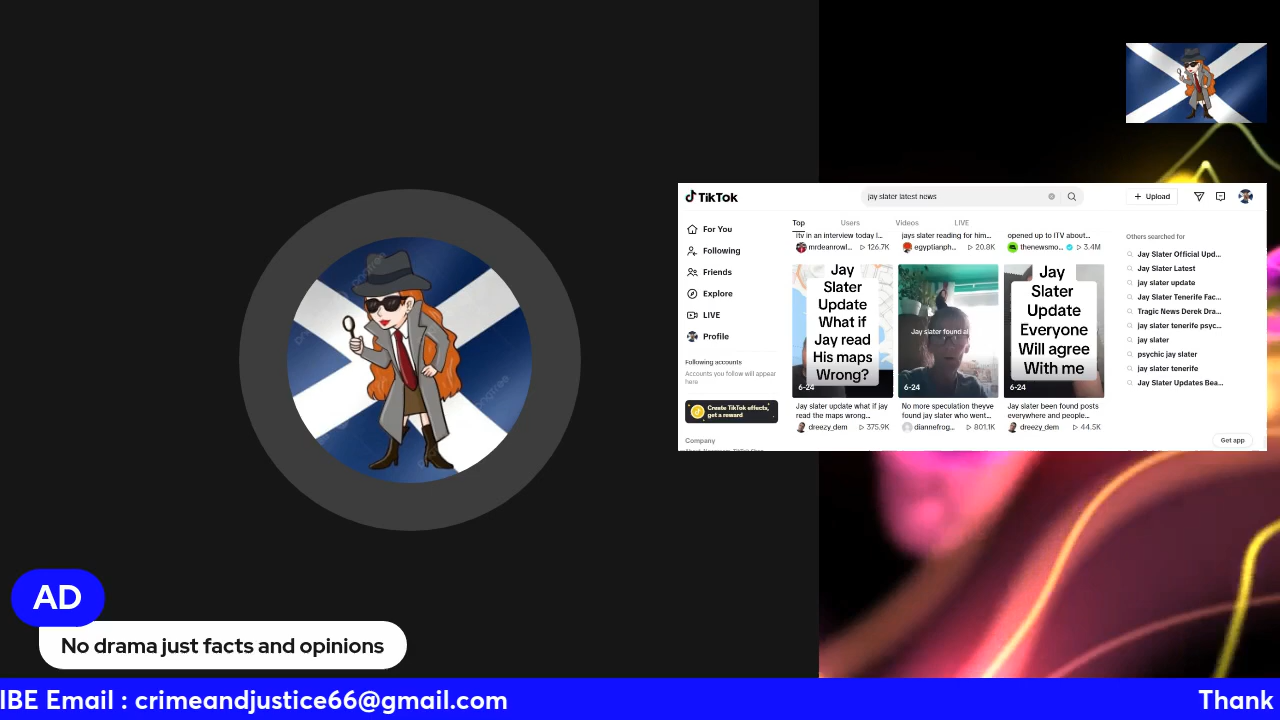 TikTok
jay slater latest news
Upload
Top
Users
Videos
LIVE
For You
Following
Friends
Explore
LIVE
Profile
Following accounts
Accounts you follow will appear
here
Create TikTok effects,
get a reward
Company
itv in an interview today I...
mrdeanrowl...
126.7K
jays slater reading for him...
egyptianph...
20.8K
opened up to ITV about...
thenewsmo...
3.4M
Jay
Slater
Update
What if
Jay read
His maps
Wrong?
6-24
Jay slater found al
6-24
Jay
Slater
Update
Everyone
Will agree
With me
6-24
Jay slater update what if jay
read the maps wrong...
dreezy_dem
375.9K
No more speculation theyve
found jay slater who went...
diannefrog...
801.1K
Jay slater been found posts
everywhere and people...
dreezy_dem
44.5K
Others searched for
Jay Slater Official Upd...
Jay Slater Latest
jay slater update
Jay Slater Tenerife Fac...
Tragic News Derek Dra...
jay slater tenerife psyc...
jay slater
psychic jay slater
jay slater tenerife
Jay Slater Updates Bea...
Get app
AD
No drama just facts and opinions
IBE Email : crimeandjustice66@gmail.com
Thank